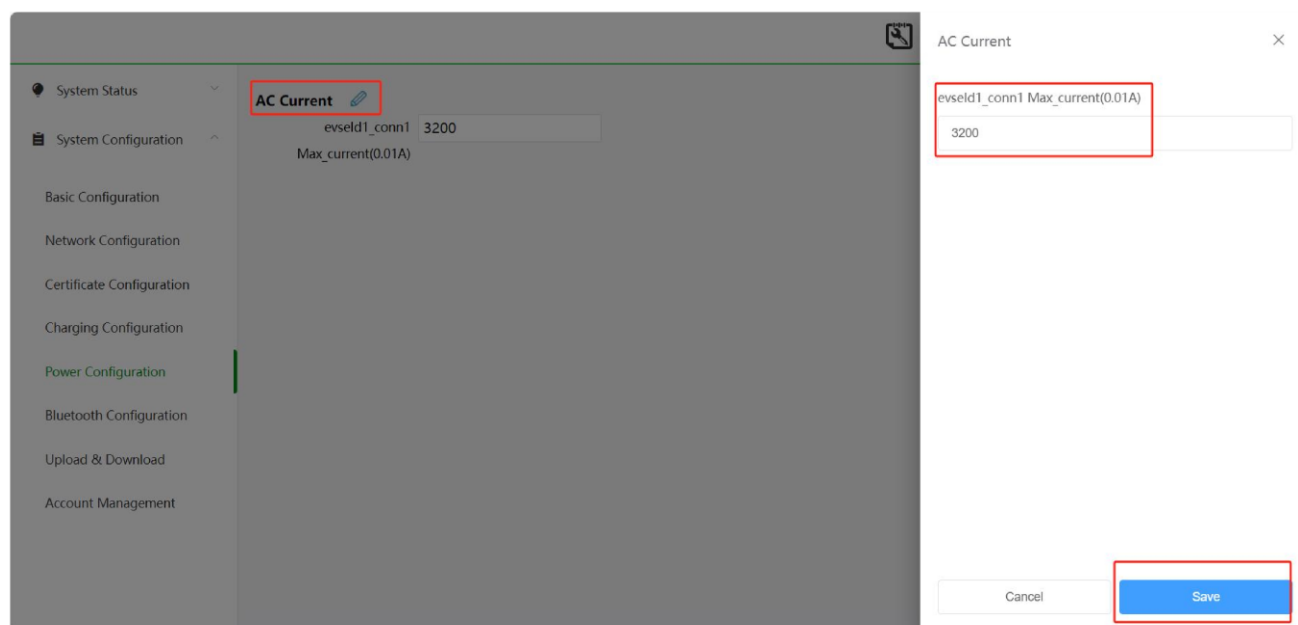 AC Current
System Status
AC Current
evseld1_conn1 3200
Max_current(0.01A)
System Configuration
Basic Configuration
Network Configuration
Certificate Configuration
Charging Configuration
Power Configuration
Bluetooth Configuration
Upload & Download
Account Management
evseld1_conn1 Max_current(0.01A)
3200
Cancel
Save